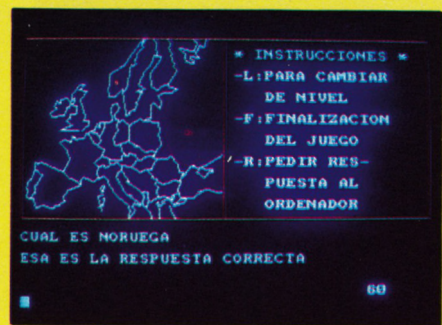 * INSTRUCCIONES *
-L:PARA CAMBIAR
DE NIVEL
-F:FINALIZACION
DEL JUEGO
-R:PEDIR RES-
PUESTA AL
ORDENADOR
CUAL ES NORUEGA
ESA ES LA RESPUESTA CORRECTA
60